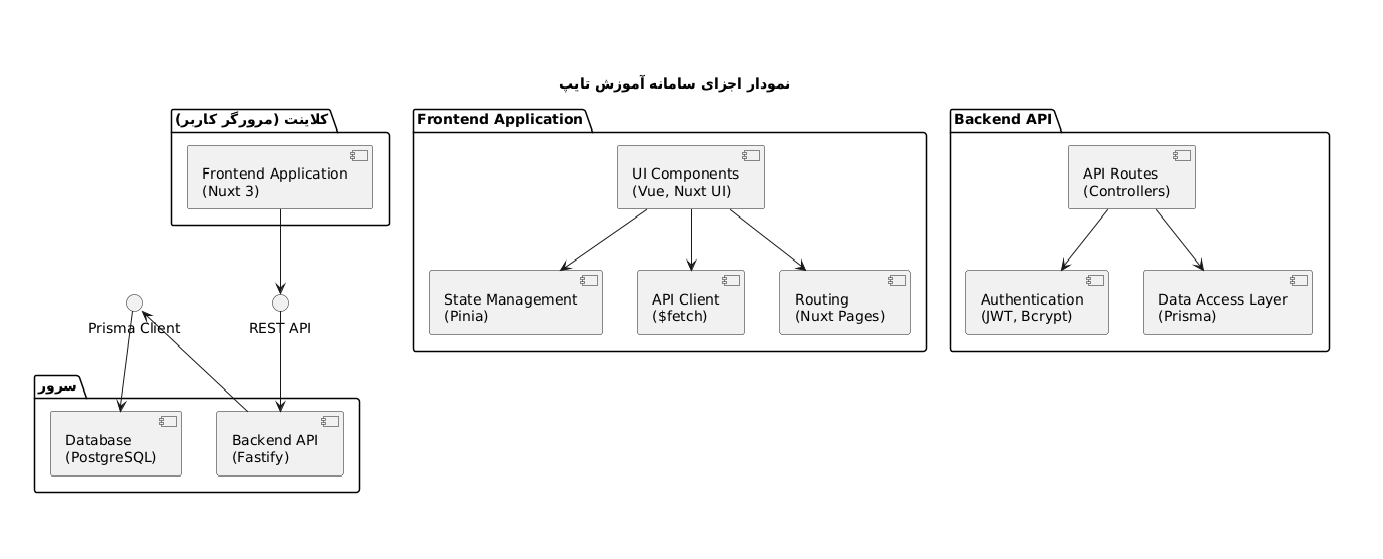 نمودار اجزای سامانه آموزش تایپ
کلاینت (مرورگر کاربر)
Frontend Application
(Nuxt 3)
Prisma Client
REST API
سرور
Database
(PostgreSQL)
Backend API
(Fastify)
Frontend Application
UI Components
(Vue, Nuxt UI)
State Management
(Pinia)
API Client
($fetch)
Routing
(Nuxt Pages)
Backend API
API Routes
(Controllers)
Authentication
(JWT, Bcrypt)
Data Access Layer
(Prisma)